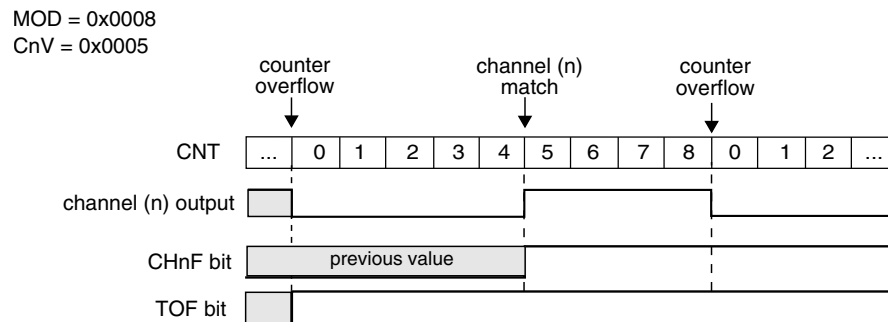 MOD = 0x0008
CnV = 0x0005
counter overflow
channel (n) match
counter overflow
CNT ... 0 1 2 3 4 5 6 7 8 0 1 2 ...
channel (n) output
CHnF bit previous value
TOF bit